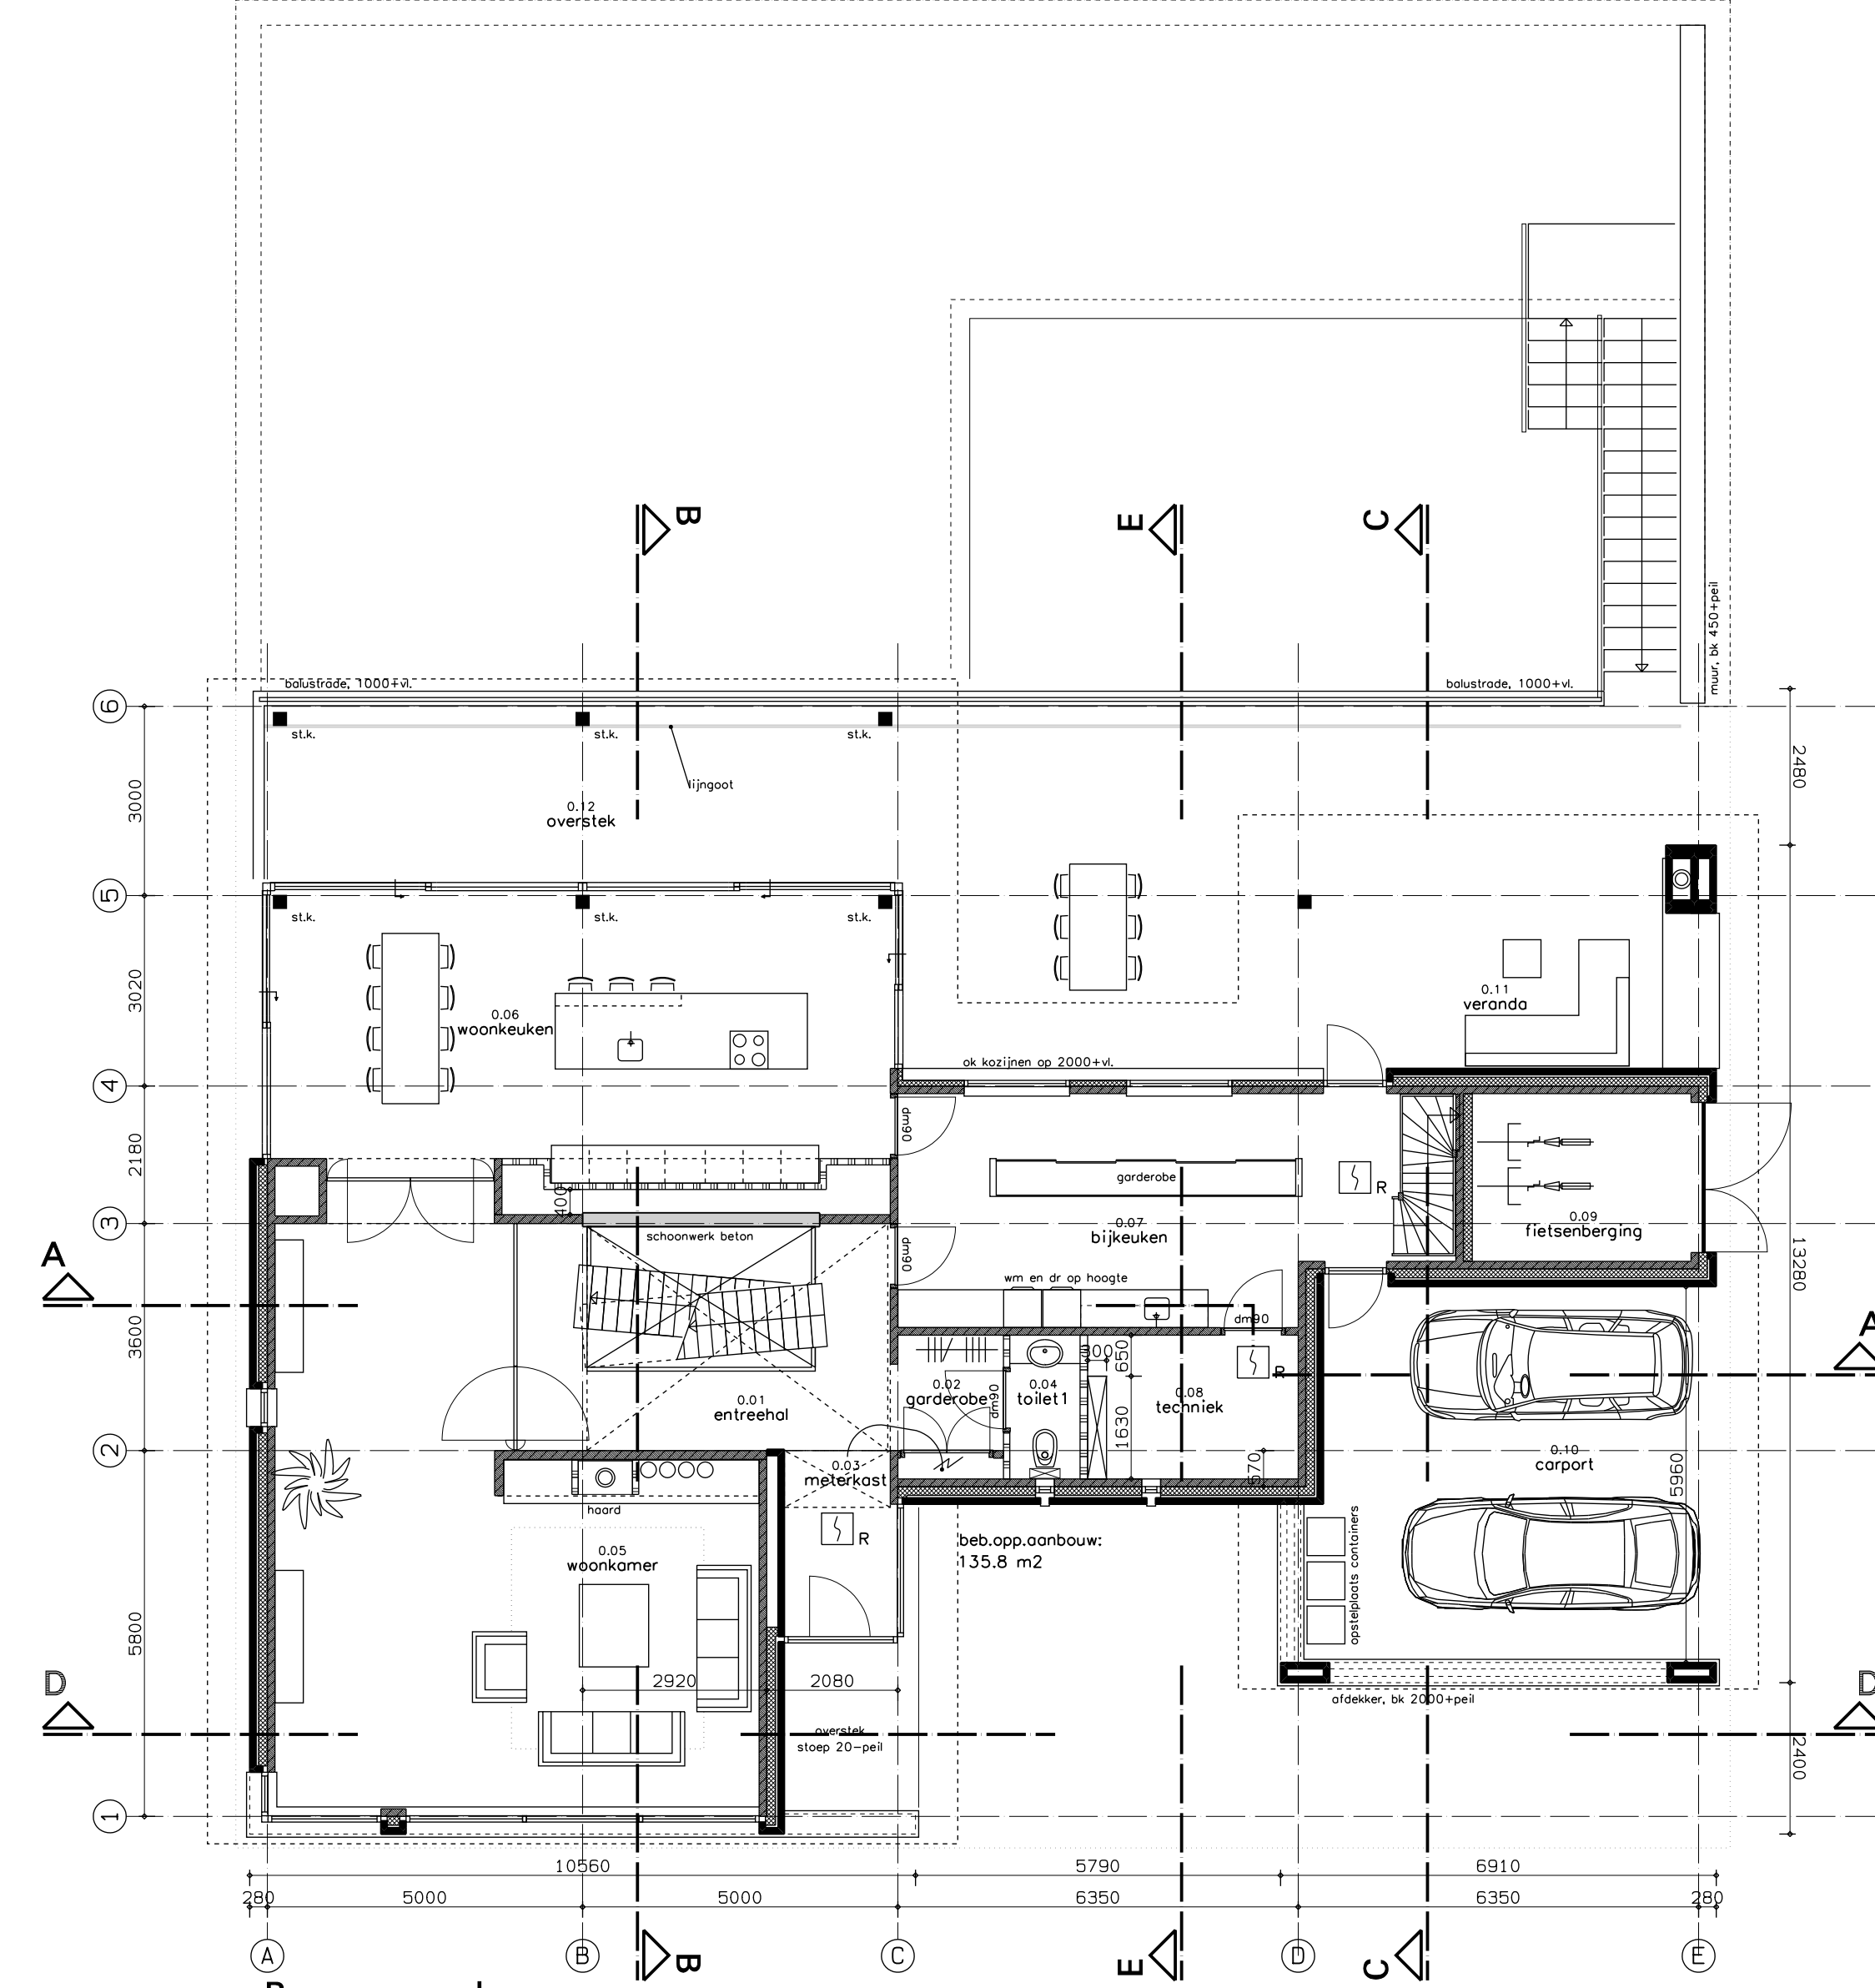 B
E
C
muur, bk 450+peil
balustrade, 1000+vl.
balustrade, 1000+vl.
6
st.k.
st.k.
st.k.
2480
lijngoot
3000
0.12
overstek
5
st.k.
st.k.
st.k.
3020
0.06
woonkeuken
0.11
veranda
ok kozijnen op 2000+vl.
4
dm90
2180
garderobe
R
400
3
0.09
fietsenberging
0.07
bijkeuken
schoonwerk beton
dm90
13280
A
wm en dr op hoogte
dm90
A
3600
300
650
R
0.01
entreehal
0.02
garderobe
dm90
0.04
toilet1
0.08
techniek
1630
2
670
0.10
carport
5960
0.03
meterkast
haard
R
beb.opp.aanbouw:
135.8 m2
opstelplaats containers
0.05
woonkamer
5800
D
2920
2080
D
afdekker, bk 2000+peil
overstek
stoep 20-peil
2400
1
10560
5790
6910
280
5000
5000
6350
6350
280
A
B
B
C
E
D
C
E